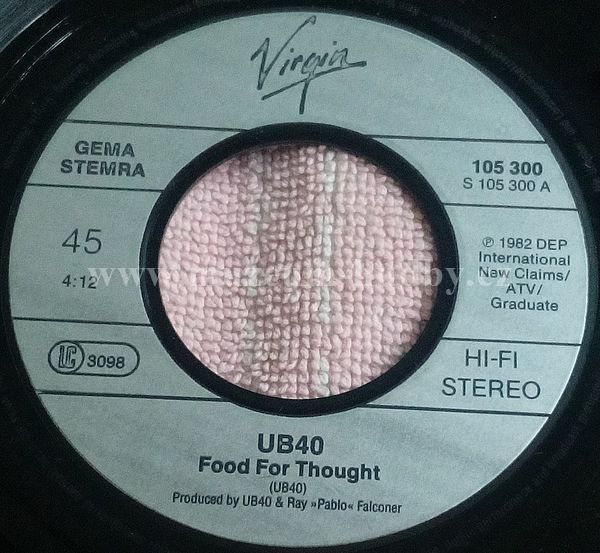 Virgin
GEMA
STEMRA
105 300
S 105 300 A
45
4:12
℗ 1982 DEP
International
New Claims/
ATV/
Graduate
LC 3098
HI-FI
STEREO
UB40
Food For Thought
(UB40)
Produced by UB40 & Ray »Pablo« Falconer